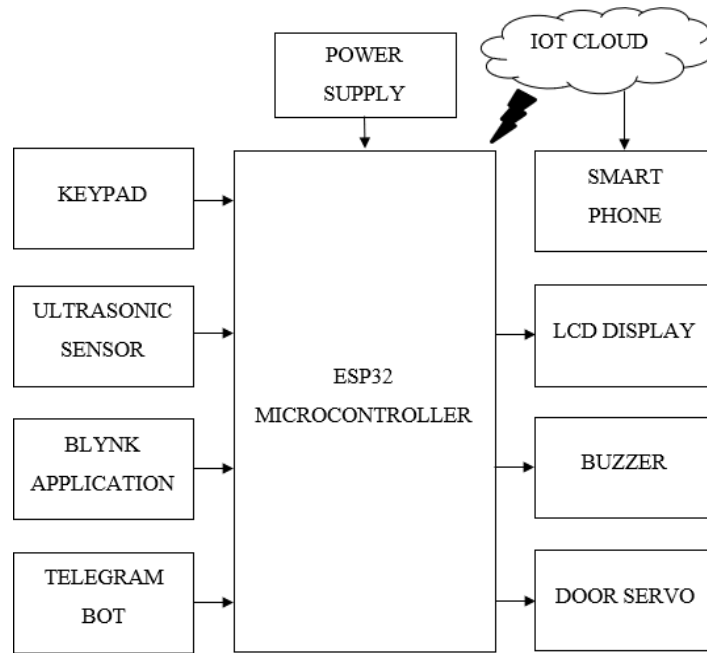 POWER
SUPPLY
IOT CLOUD
KEYPAD
SMART
PHONE
ULTRASONIC
SENSOR
ESP32
MICROCONTROLLER
LCD DISPLAY
BLYNK
APPLICATION
BUZZER
TELEGRAM
BOT
DOOR SERVO